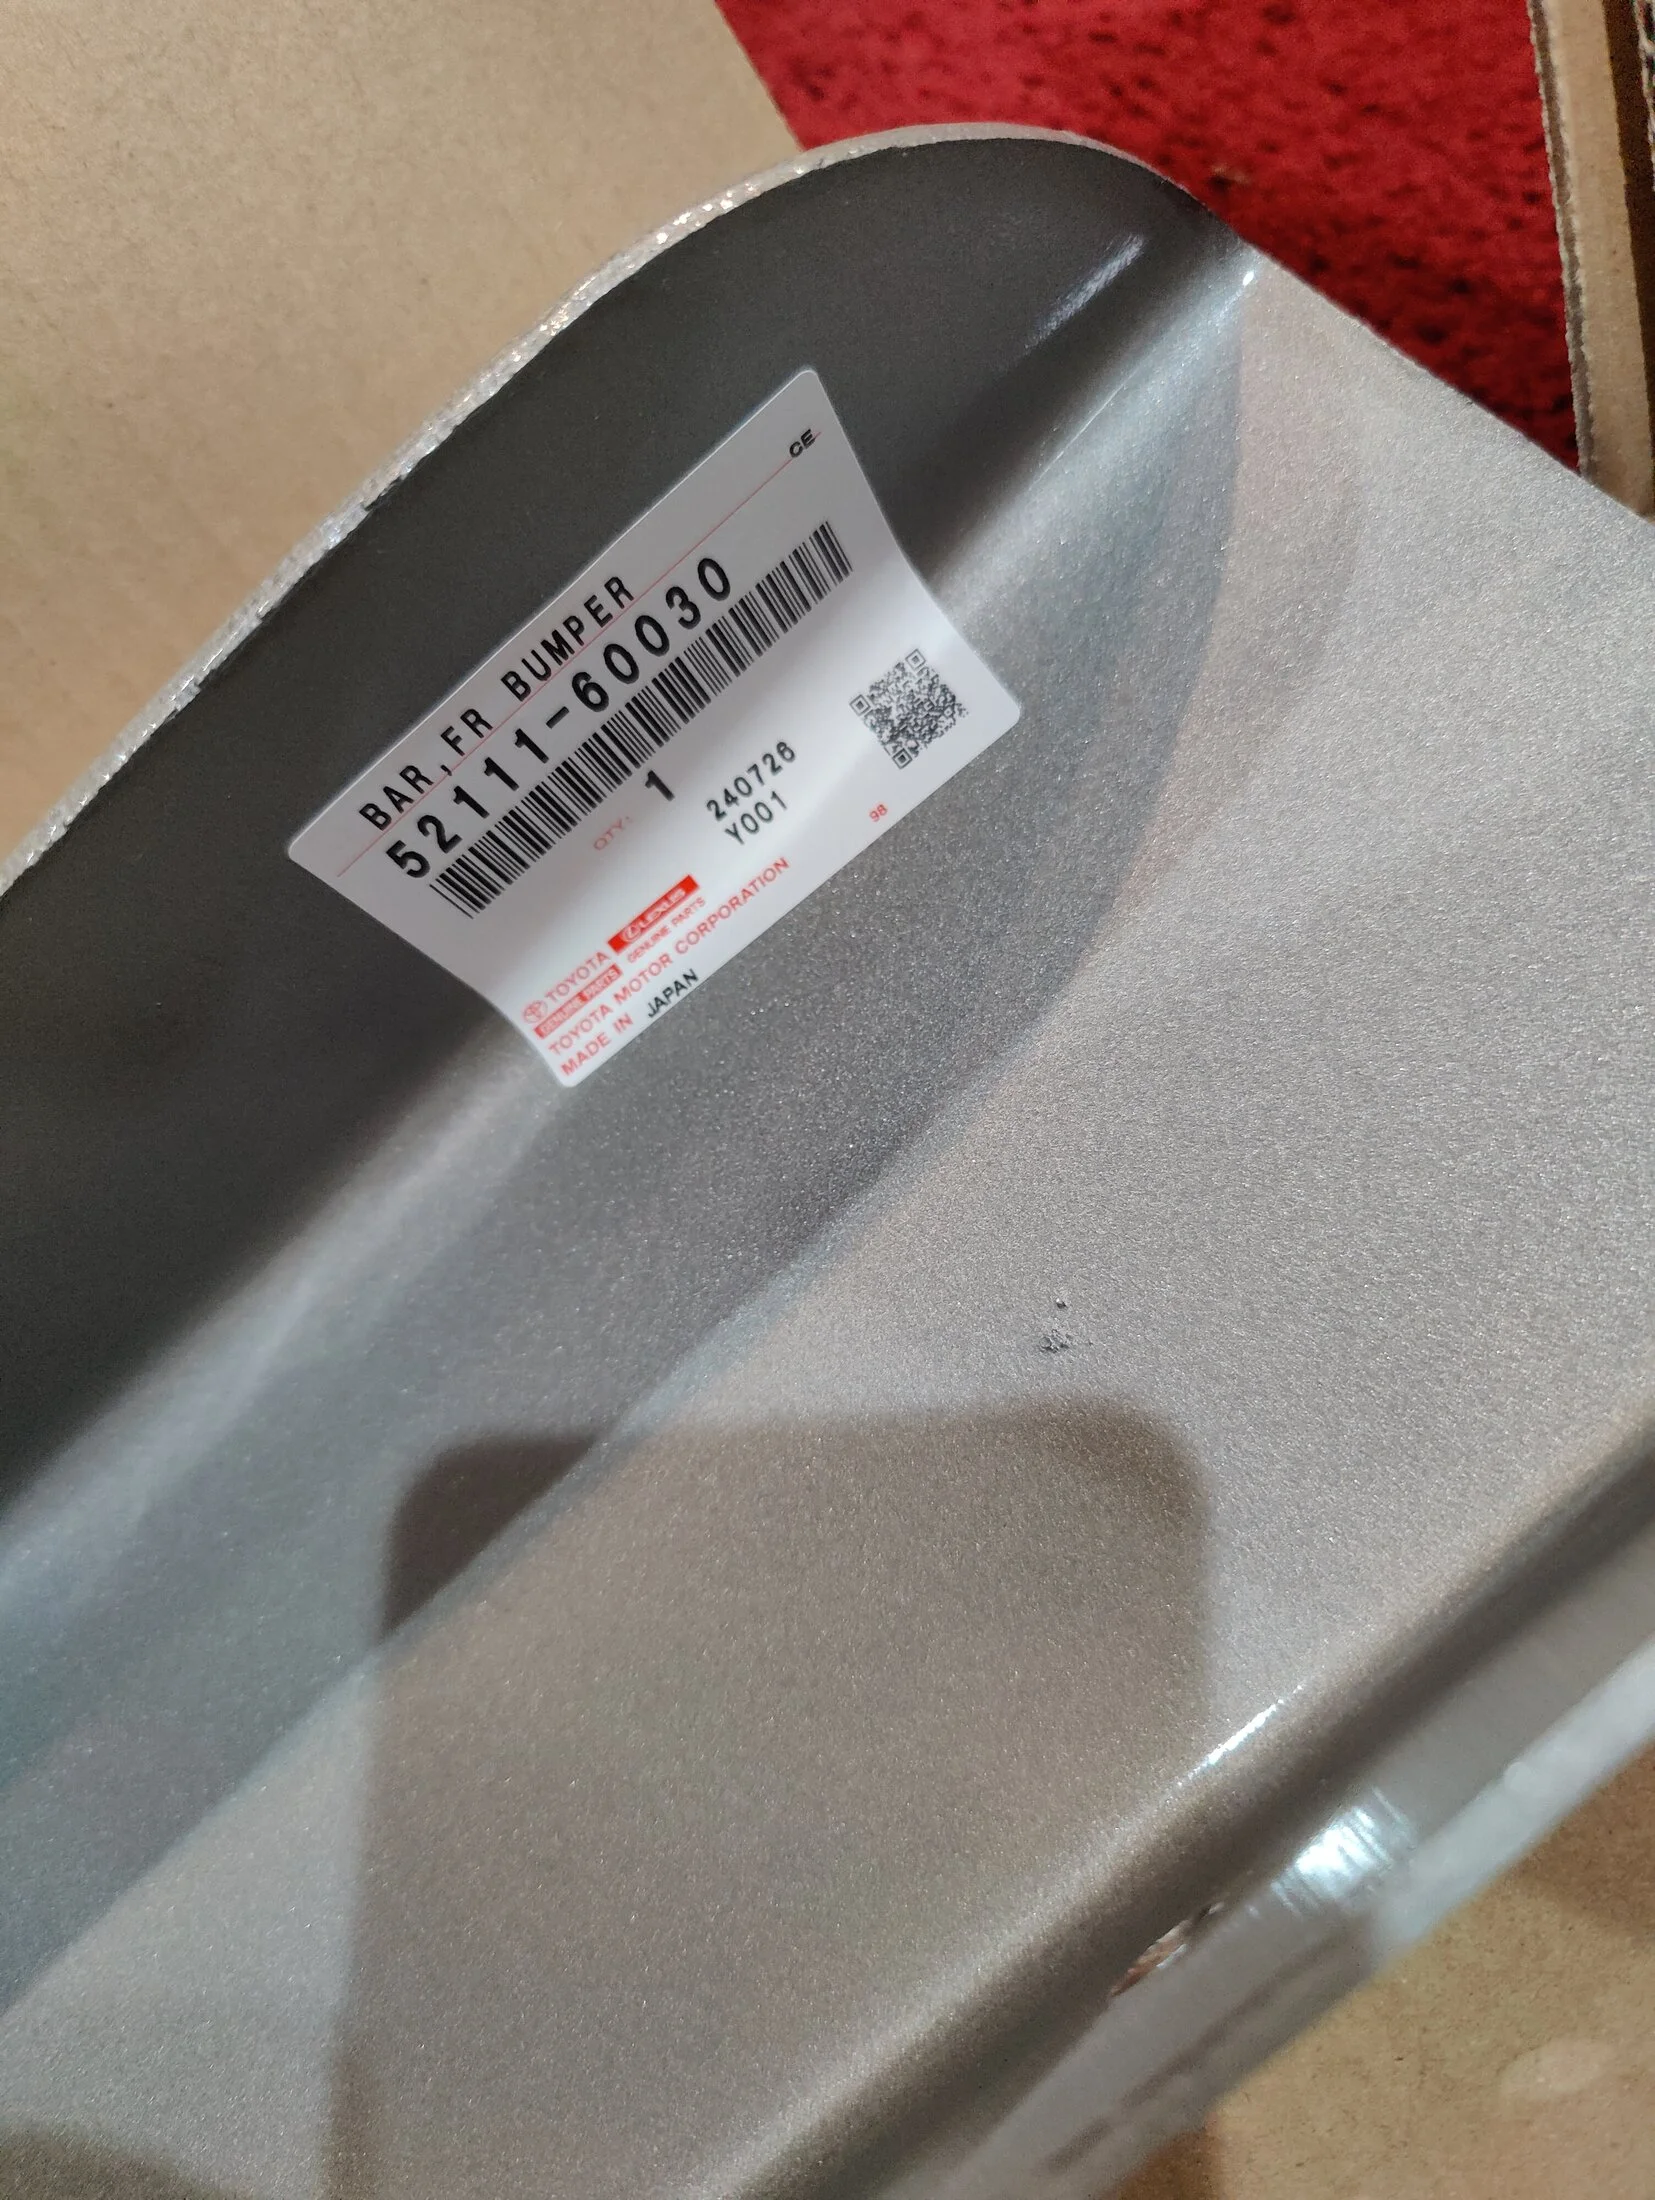 CE
BAR,FR BUMPER
52111-60030
QTY: 1
240726
Y001
98
TOYOTA
GENUINE PARTS
LEXUS
GENUINE PARTS
TOYOTA MOTOR CORPORATION
MADE IN JAPAN